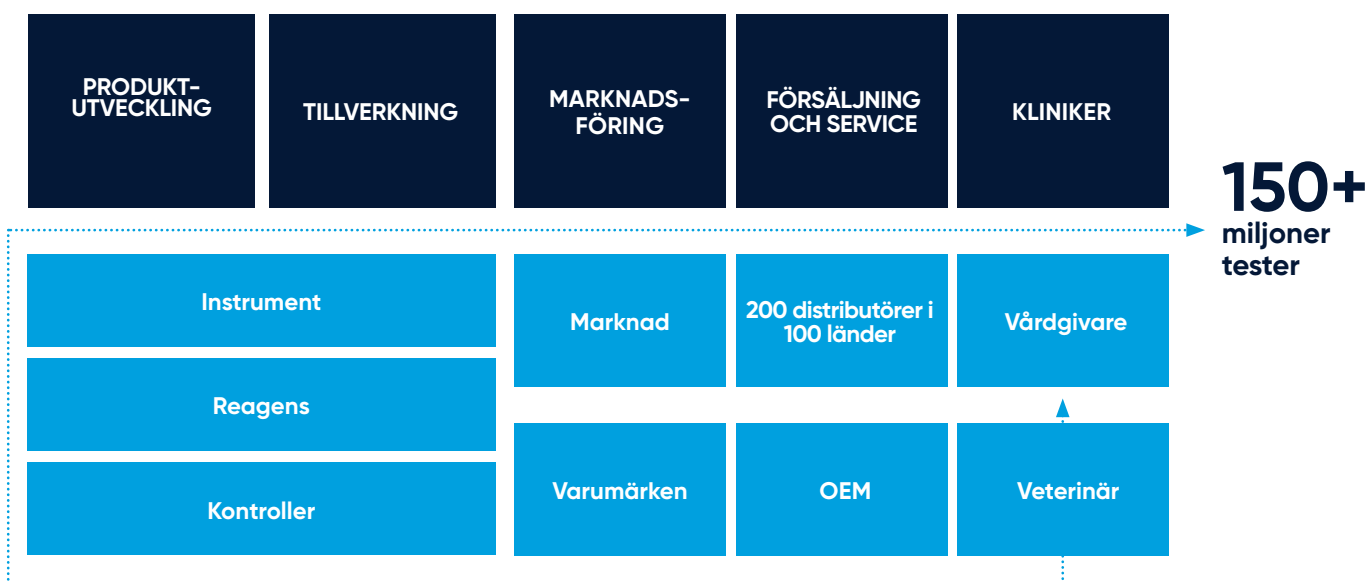 PRODUKT-
UTVECKLING
TILLVERKNING
MARKNADS-
FÖRING
FÖRSÄLJNING
OCH SERVICE
KLINIKER
150+
miljoner
tester
Instrument
Reagens
Kontroller
Marknad
200 distributörer i
100 länder
Vårdgivare
Varumärken
OEM
Veterinär